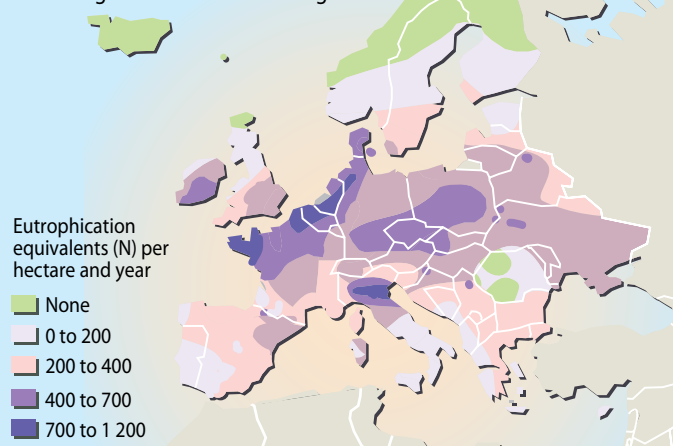 Eutrophication
equivalents (N) per
hectare and year
None
0 to 200
200 to 400
400 to 700
700 to 1 200